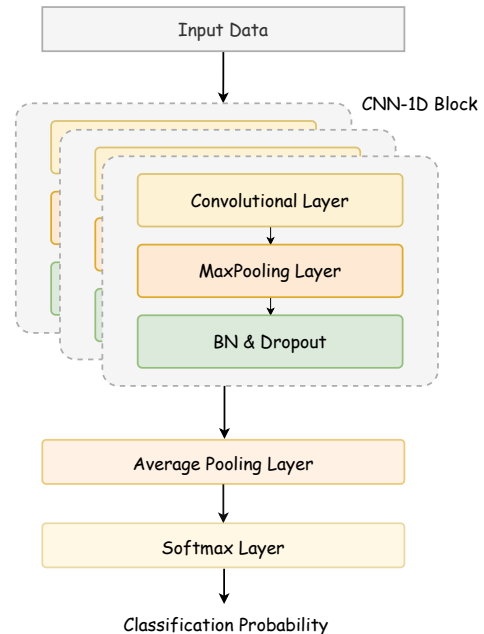 Input Data
CNN-1D Block
Convolutional Layer
MaxPooling Layer
BN & Dropout
Average Pooling Layer
Softmax Layer
Classification Probability